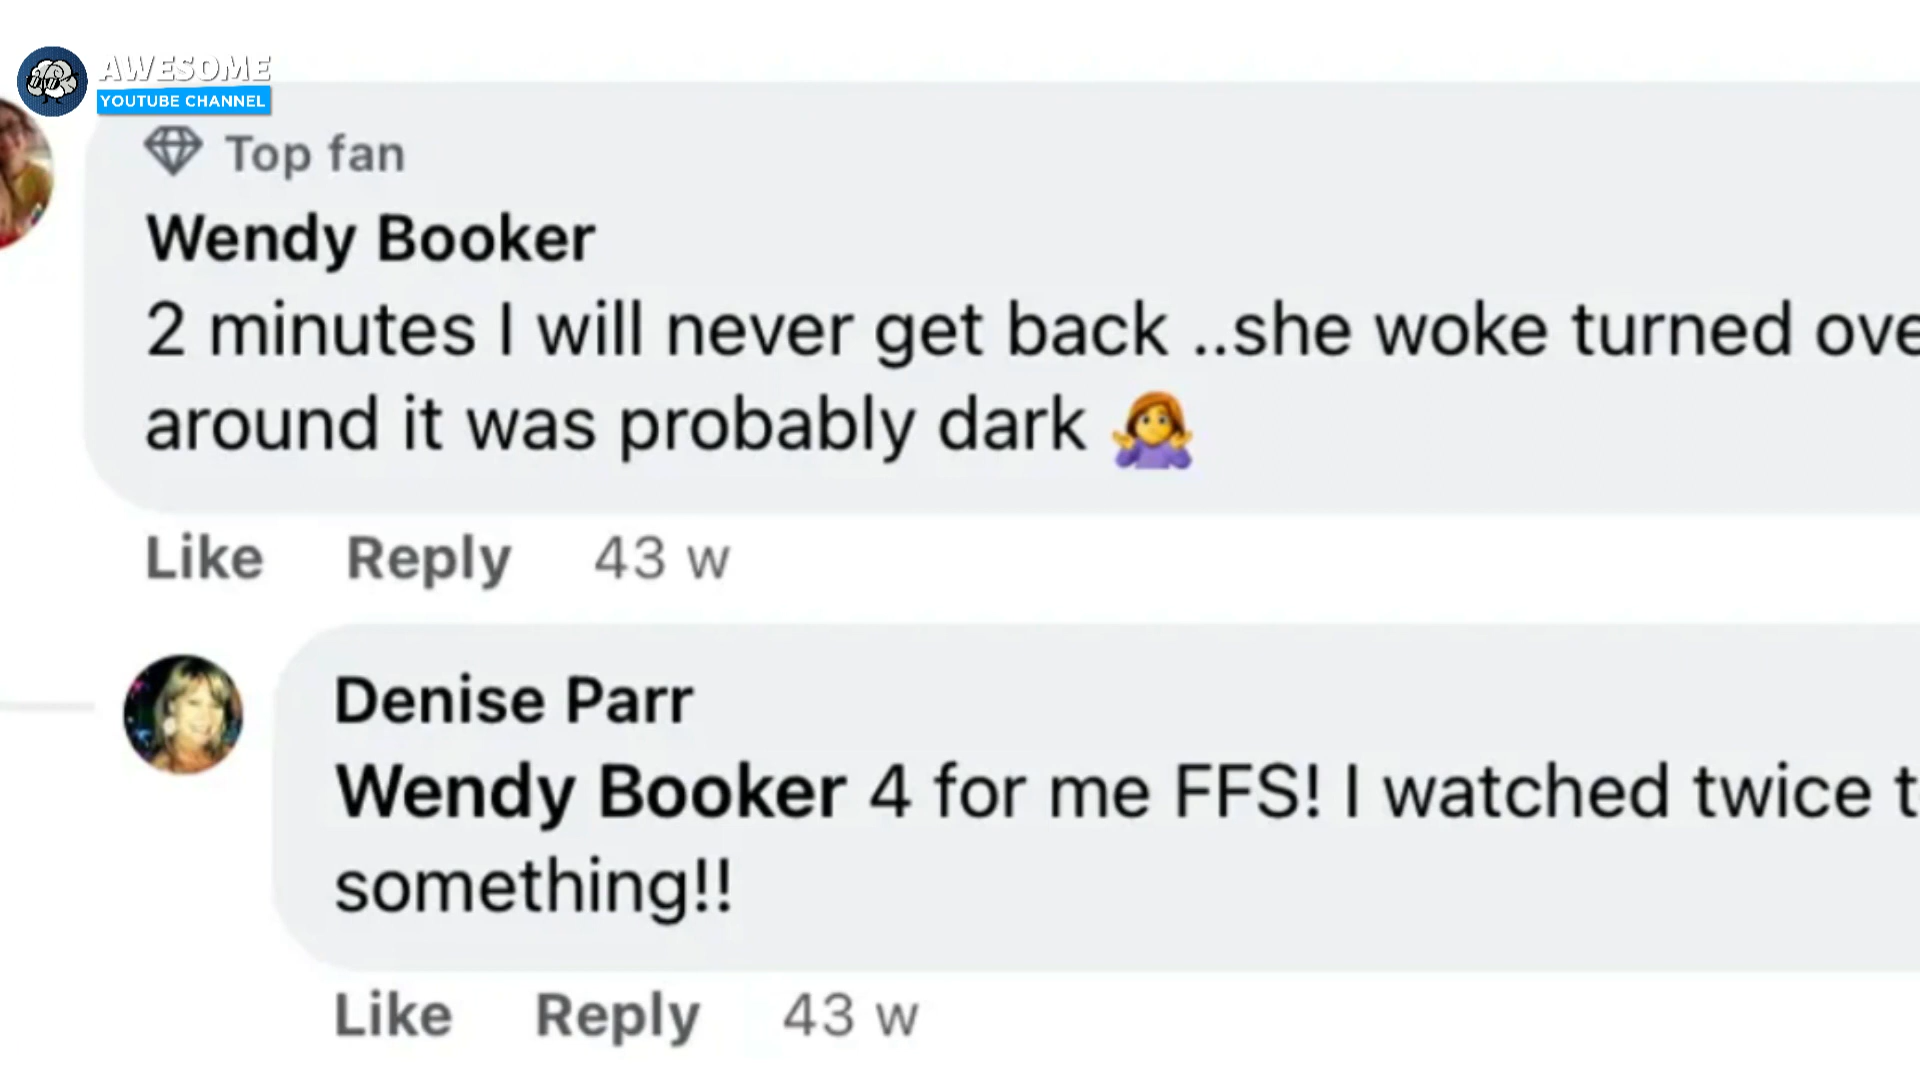 AWESOME
YOUTUBE CHANNEL
Top fan
Wendy Booker
2 minutes I will never get back ..she woke turned ove
around it was probably dark 🤷‍♀️
Like Reply 43 w
Denise Parr
Wendy Booker 4 for me FFS! I watched twice t
something!!
Like Reply 43 w